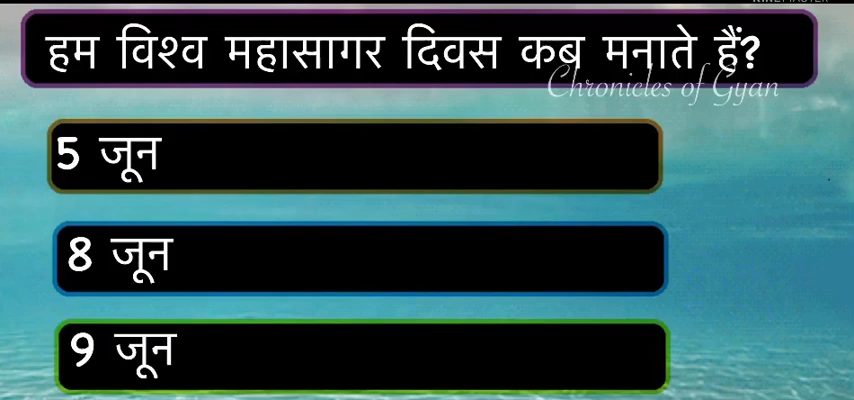 हम विश्व महासागर दिवस कब मनाते हैं?
Chronicles of Gyan
5 जून
8 जून
9 जून